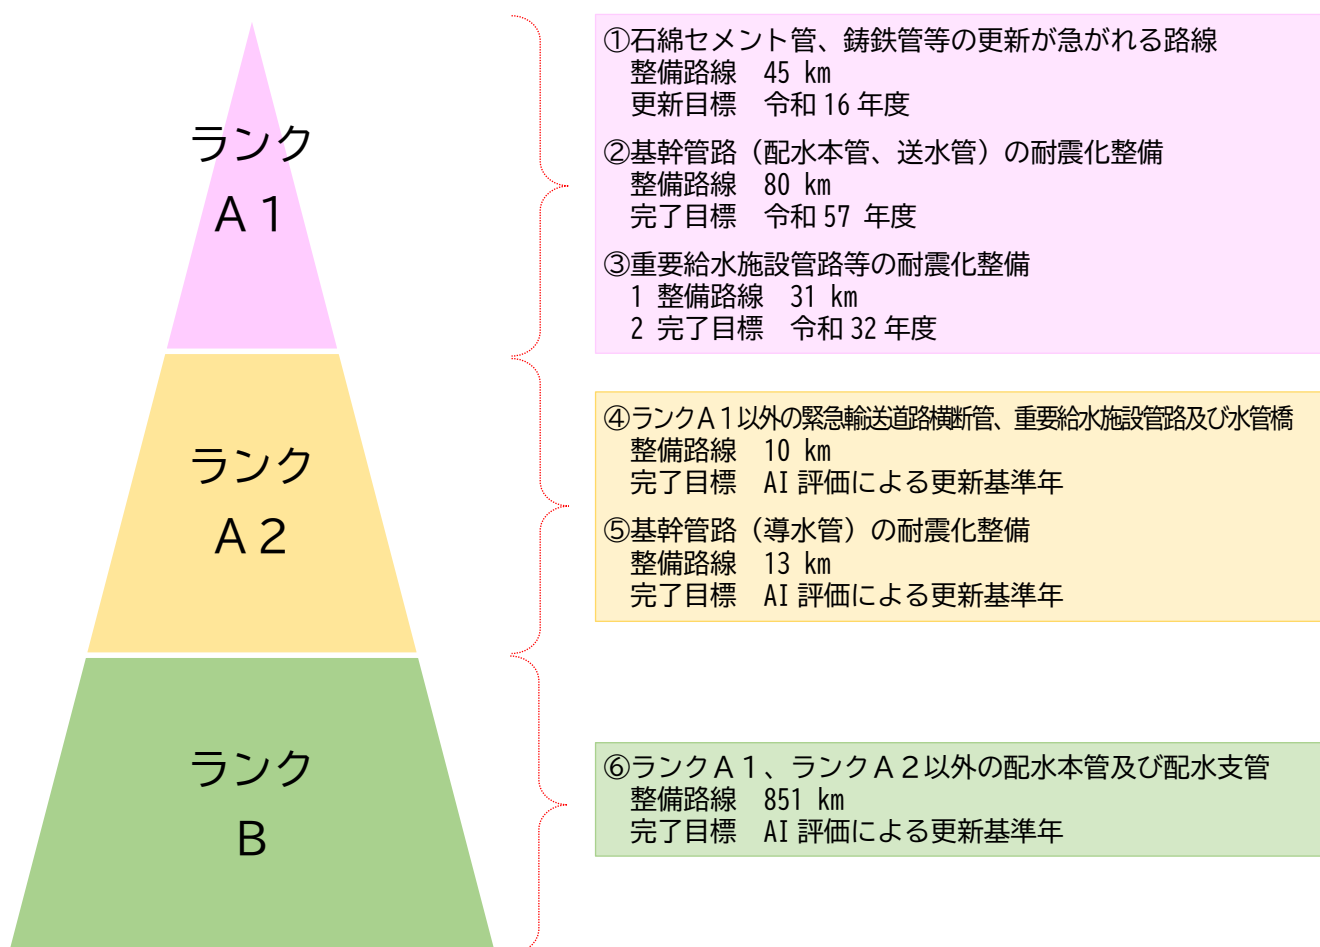 ランク
A1
①石綿セメント管、鋳鉄管等の更新が急がれる路線
整備路線 45 km
更新目標 令和 16 年度
②基幹管路（配水本管、送水管）の耐震化整備
整備路線 80 km
完了目標 令和 57 年度
③重要給水施設管路等の耐震化整備
1 整備路線 31 km
2 完了目標 令和 32 年度
ランク
A2
④ランクA1以外の緊急輸送道路横断管、重要給水施設管路及び水管橋
整備路線 10 km
完了目標 AI 評価による更新基準年
⑤基幹管路（導水管）の耐震化整備
整備路線 13 km
完了目標 AI 評価による更新基準年
ランク
B
⑥ランクA1、ランクA2以外の配水本管及び配水支管
整備路線 851 km
完了目標 AI 評価による更新基準年